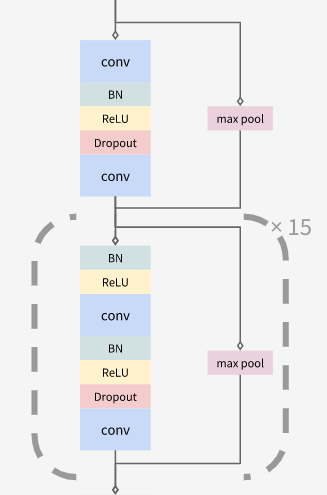 conv
BN
ReLU
Dropout
conv
max pool
× 15
BN
ReLU
conv
BN
ReLU
Dropout
conv
max pool